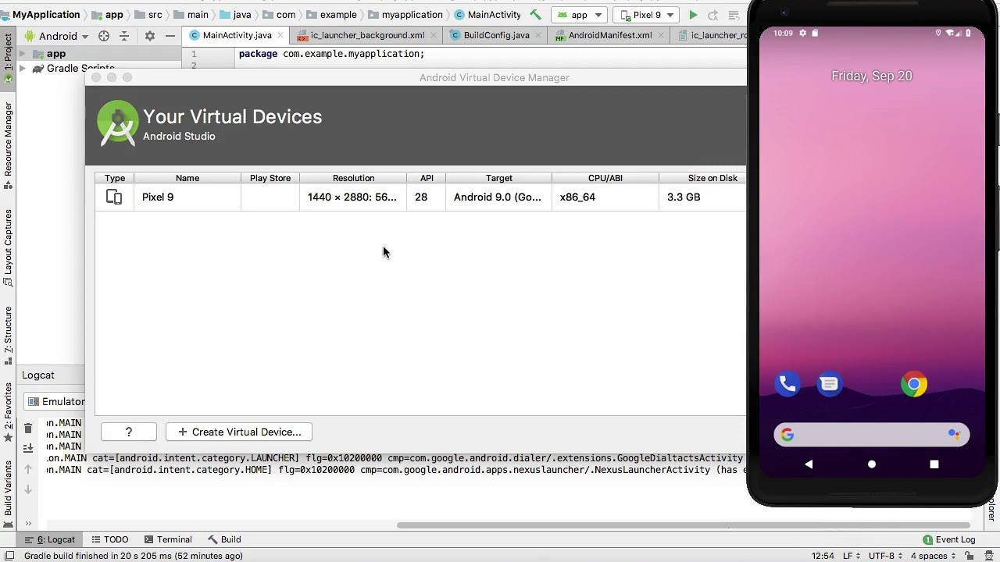 MyApplication
app
src
main
java
com
example
myapplication
MainActivity
app
Pixel 9
Android
MainActivity.java
ic_launcher_background.xml
BuildConfig.java
AndroidManifest.xml
1: Project
app
Gradle Scripts
1
package com.example.myapplication;
2
Android Virtual Device Manager
Your Virtual Devices
Android Studio
Type Name Play Store Resolution API Target CPU/ABI Size on Disk
Pixel 9 1440 × 2880: 56... 28 Android 9.0 (Go... x86_64 3.3 GB
? + Create Virtual Device...
Resource Manager
Layout Captures
Z: Structure
2: Favorites
Build Variants
Logcat
Emulator
on.MAIN
on.MAIN
on.MAIN
on.MAIN cat=[android.intent.category.LAUNCHER] flg=0x10200000 cmp=com.google.android.dialer/.extensions.GoogleDialtactsActivity
on.MAIN cat=[android.intent.category.HOME] flg=0x10200000 cmp=com.google.android.apps.nexuslauncher/.NexusLauncherActivity (has
10:09
Friday, Sep 20
6: Logcat TODO Terminal Build 1 Event Log
Gradle build finished in 20 s 205 ms (52 minutes ago) 12:54 LF UTF-8 4 spaces